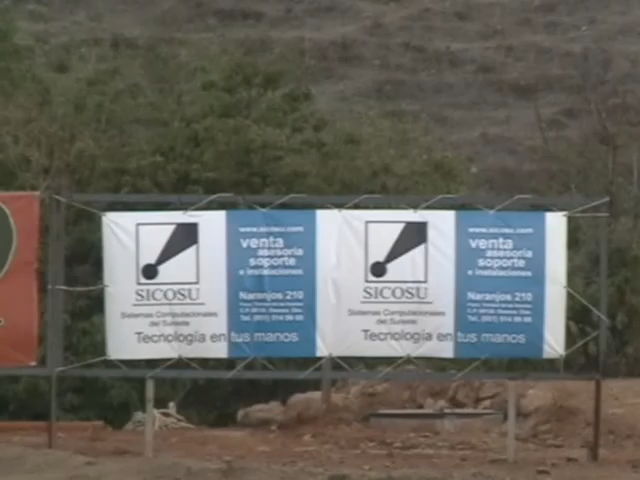 SICOSU
Sistemas Computacionales
del Sureste
Tecnología en tus manos
www.sicosu.com
venta
asesoría
soporte
e instalaciones
Naranjos 210
SICOSU
Sistemas Computacionales
del Sureste
Tecnología en tus manos
www.sicosu.com
venta
asesoría
soporte
e instalaciones
Naranjos 210